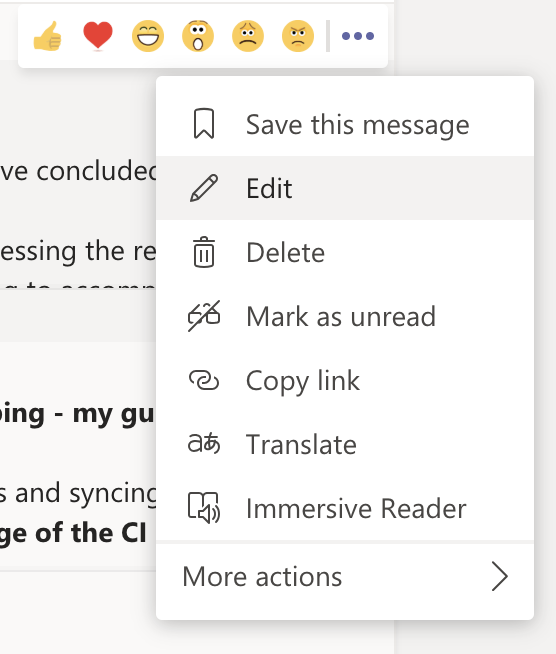 Save this message
ve concluded
Edit
essing the re
Delete
Mark as unread
Copy link
ping - my gu
Translate
s and syncing
Immersive Reader
ge of the CI
More actions